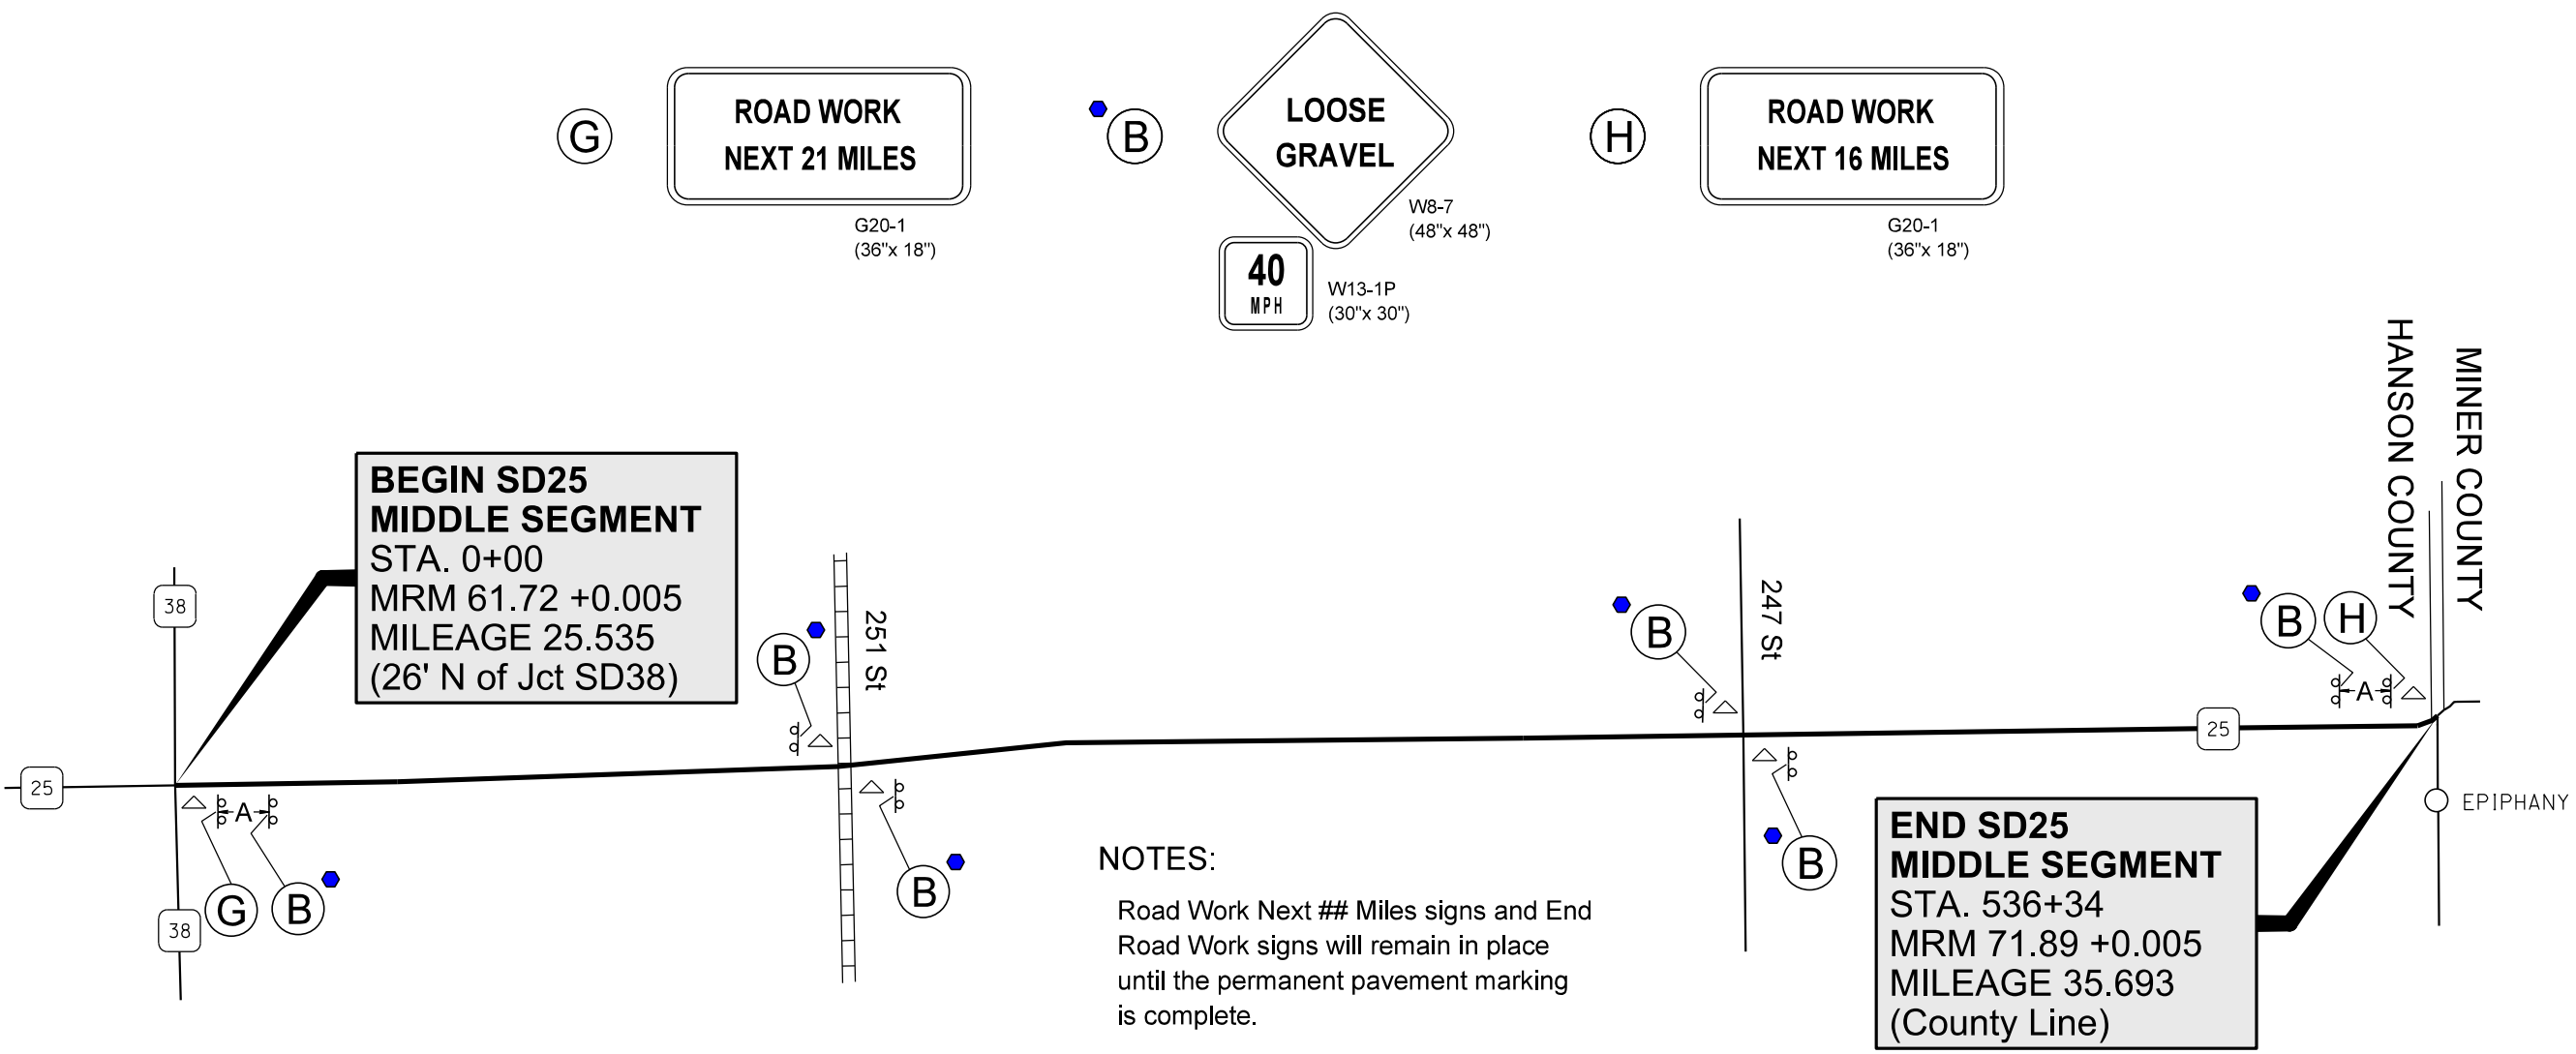 G
ROAD WORK
NEXT 21 MILES
G20-1
(36"x 18")
B
LOOSE
GRAVEL
W8-7
(48"x 48")
40
MPH
W13-1P
(30"x 30")
H
ROAD WORK
NEXT 16 MILES
G20-1
(36"x 18")
HANSON COUNTY
MINER COUNTY
BEGIN SD25
MIDDLE SEGMENT
STA. 0+00
MRM 61.72 +0.005
MILEAGE 25.535
(26' N of Jct SD38)
38
25
38
A
G
B
B
251 St
B
B
247 St
B
B
H
A
25
EPIPHANY
NOTES:
Road Work Next ## Miles signs and End
Road Work signs will remain in place
until the permanent pavement marking
is complete.
END SD25
MIDDLE SEGMENT
STA. 536+34
MRM 71.89 +0.005
MILEAGE 35.693
(County Line)